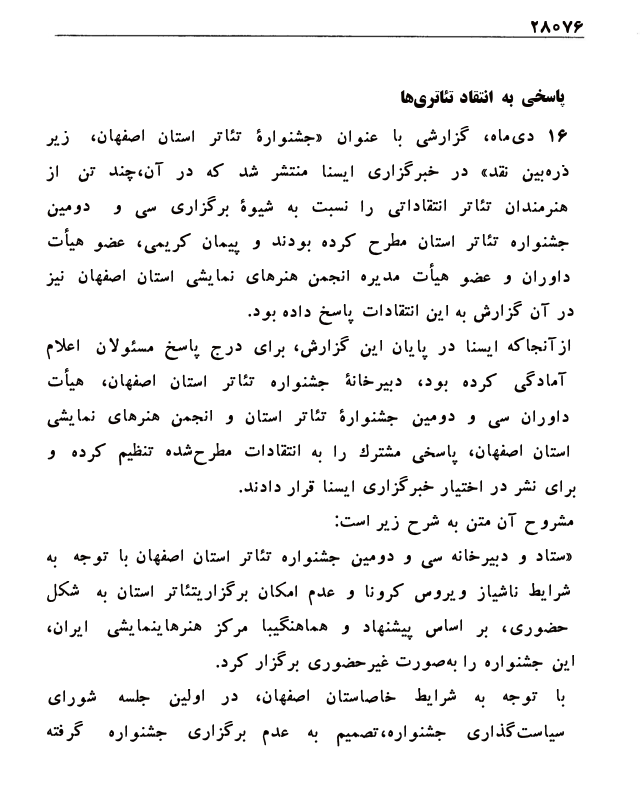 ۲۸۰۷۶
پاسخی به انتقاد تئاتری‌ها
۱۶ دی‌ماه، گزارشی با عنوان «جشنوارهٔ تئاتر استان اصفهان، زیر
ذره‌بین نقد» در خبرگزاری ایسنا منتشر شد که در آن،چند تن از
هنرمندان تئاتر انتقاداتی را نسبت به شیوهٔ برگزاری سی و دومین
جشنواره تئاتر استان مطرح کرده بودند و پیمان کریمی، عضو هیأت
داوران و عضو هیأت مدیره انجمن هنرهای نمایشی استان اصفهان نیز
در آن گزارش به این انتقادات پاسخ داده بود.
ازآنجاکه ایسنا در پایان این گزارش، برای درج پاسخ مسئولان اعلام
آمادگی کرده بود، دبیرخانهٔ جشنواره تئاتر استان اصفهان، هیأت
داوران سی و دومین جشنوارهٔ تئاتر استان و انجمن هنرهای نمایشی
استان اصفهان، پاسخی مشترك را به انتقادات مطرح‌شده تنظیم کرده و
برای نشر در اختیار خبرگزاری ایسنا قرار دادند.
مشروح آن متن به شرح زیر است:
«ستاد و دبیرخانه سی و دومین جشنواره تئاتر استان اصفهان با توجه به
شرایط ناشیاز ویروس کرونا و عدم امکان برگزاریتئاتر استان به شکل
حضوری، بر اساس پیشنهاد و هماهنگیبا مرکز هنرهاینمایشی ایران،
این جشنواره را به‌صورت غیرحضوری برگزار کرد.
با توجه به شرایط خاصاستان اصفهان، در اولین جلسه شورای
سیاست‌گذاری جشنواره،تصمیم به عدم برگزاری جشنواره گرفته